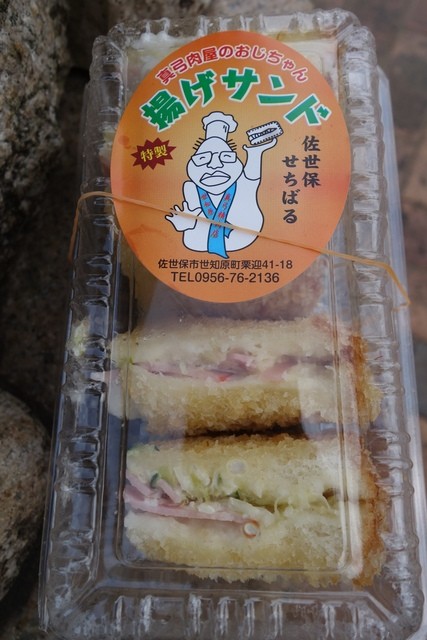 真弓肉屋のおじちゃん
揚げサンド
特製
佐世保
せちばる
佐世保市世知原町栗迎41-18
TEL0956-76-2136